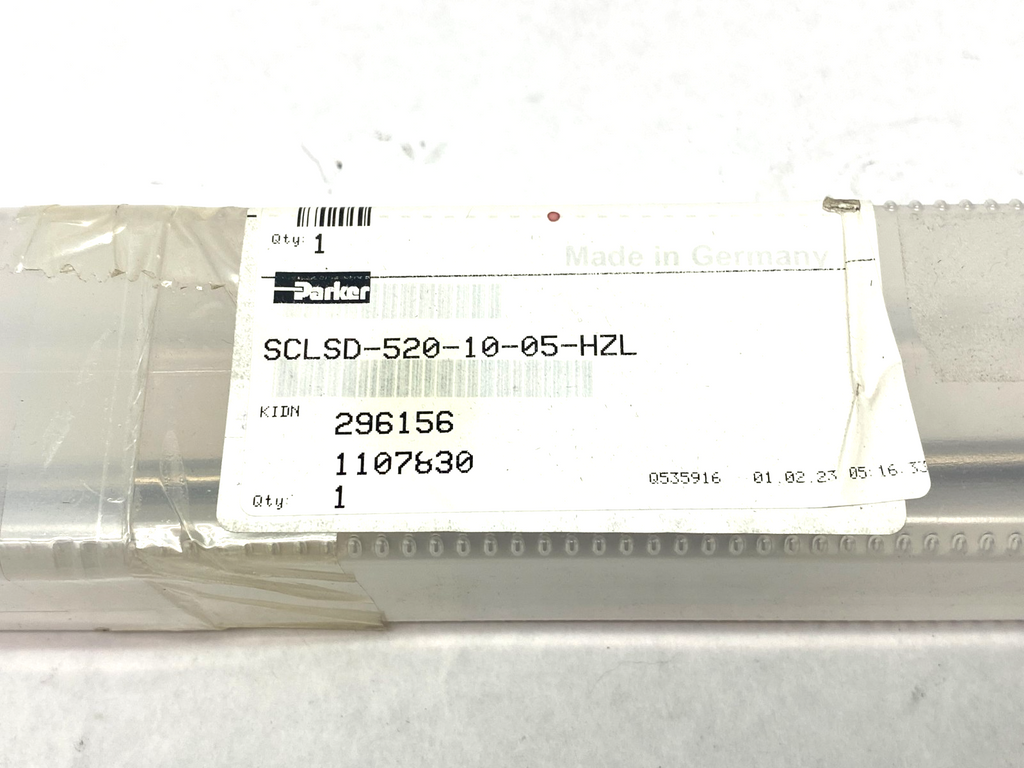 Qty: 1
Made in Germany
Parker
SCLSD-520-10-05-HZL
KIDN 296156
1107830
Qty: 1
Q535916 01.02.23 05:16.33